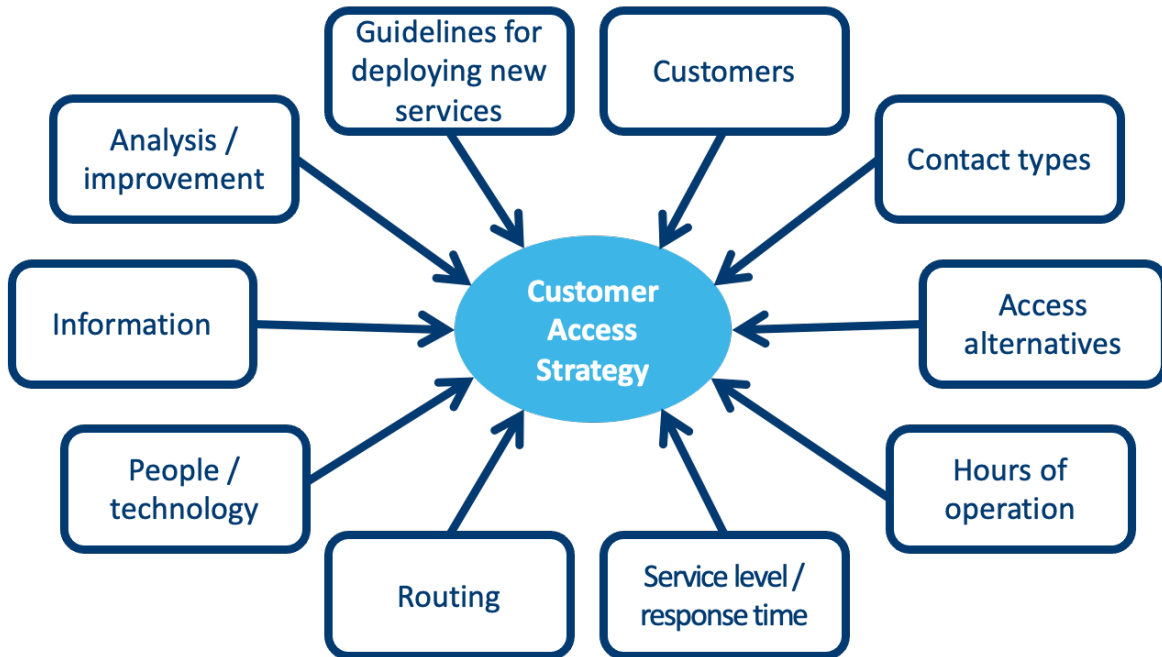 Guidelines for
deploying new
services
Customers
Analysis /
improvement
Contact types
Customer
Access
Strategy
Information
Access
alternatives
People /
technology
Hours of
operation
Routing
Service level /
response time